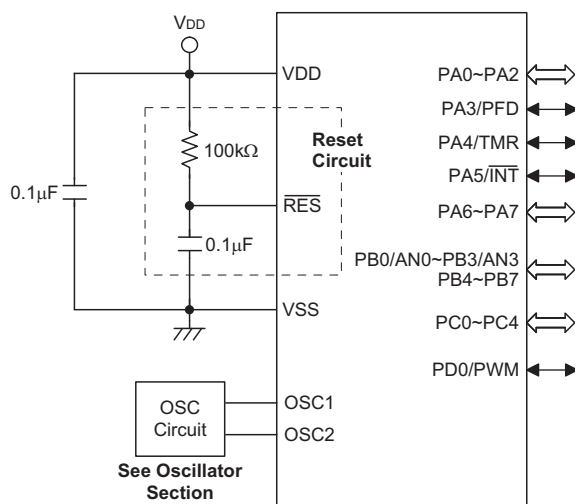 VDD
VDD
PA0~PA2
PA3/PFD
Reset
Circuit
100kΩ
PA4/TMR
PA5/INT
0.1μF
RES
PA6~PA7
0.1μF
PB0/AN0~PB3/AN3
PB4~PB7
VSS
PC0~PC4
PD0/PWM
OSC
Circuit
OSC1
OSC2
See Oscillator
Section